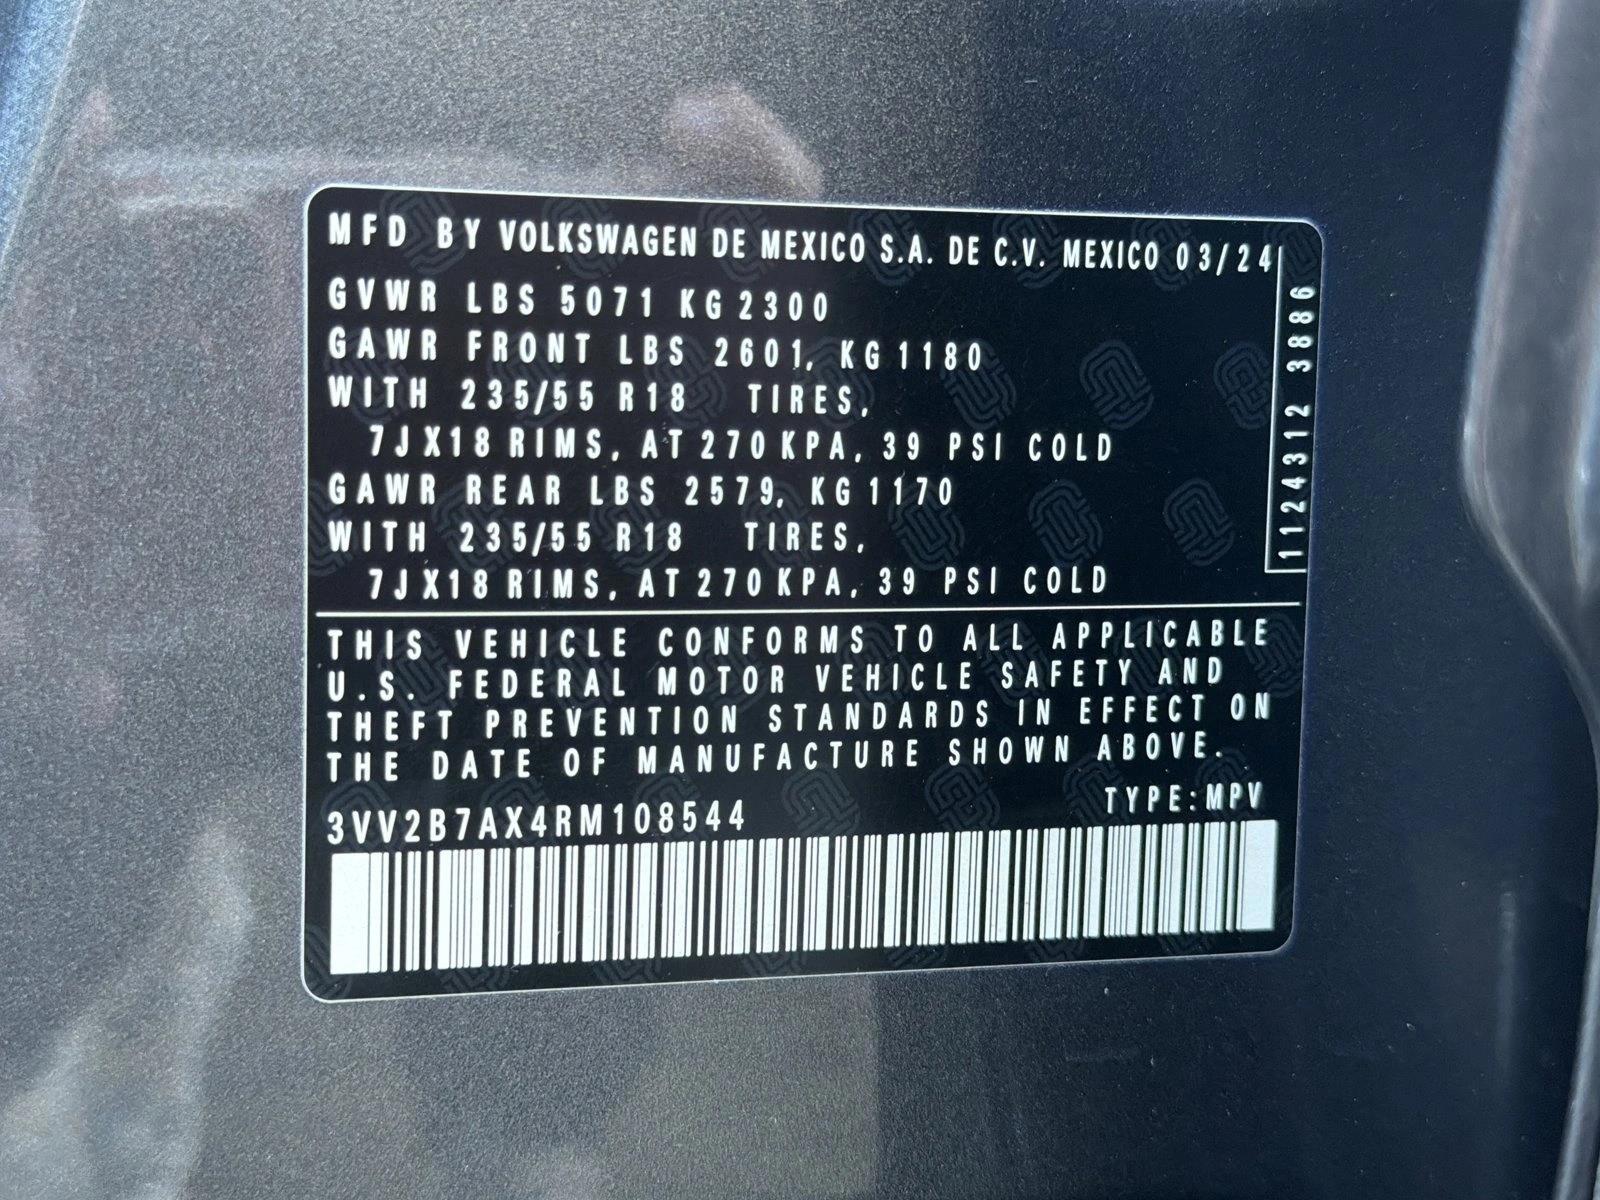 MFD BY VOLKSWAGEN DE MEXICO S.A. DE C.V. MEXICO 03/24
GVWR LBS 5071 KG 2300
GAWR FRONT LBS 2601, KG 1180
WITH 235/55 R18 TIRES,
7JX18 RIMS, AT 270 KPA, 39 PSI COLD
GAWR REAR LBS 2579, KG 1170
WITH 235/55 R18 TIRES,
7JX18 RIMS, AT 270 KPA, 39 PSI COLD
1124312 3886
THIS VEHICLE CONFORMS TO ALL APPLICABLE
U.S. FEDERAL MOTOR VEHICLE SAFETY AND
THEFT PREVENTION STANDARDS IN EFFECT ON
THE DATE OF MANUFACTURE SHOWN ABOVE.
3VV2B7AX4RM108544
TYPE:MPV